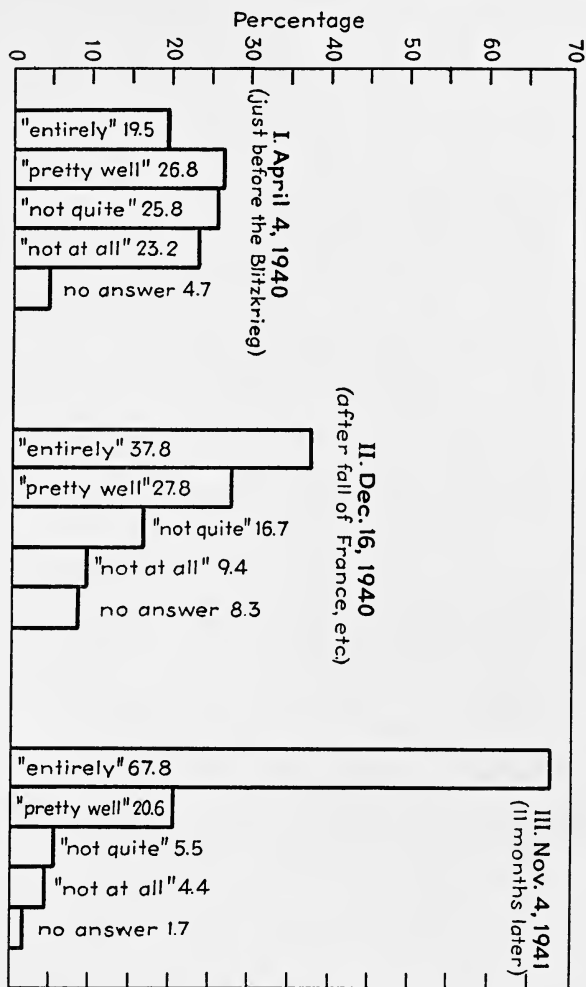 Percentage
0 10 20 30 40 50 60 70
I. April 4, 1940
(just before the Blitzkrieg)
"entirely" 19.5
"pretty well" 26.8
"not quite" 25.8
"not at all" 23.2
no answer 4.7
II. Dec. 16, 1940
(after fall of France, etc.)
"entirely" 37.8
"pretty well" 27.8
"not quite" 16.7
"not at all" 9.4
no answer 8.3
III. Nov. 4, 1941
(11 months later)
"entirely" 67.8
"pretty well" 20.6
"not quite" 5.5
"not at all" 4.4
no answer 1.7